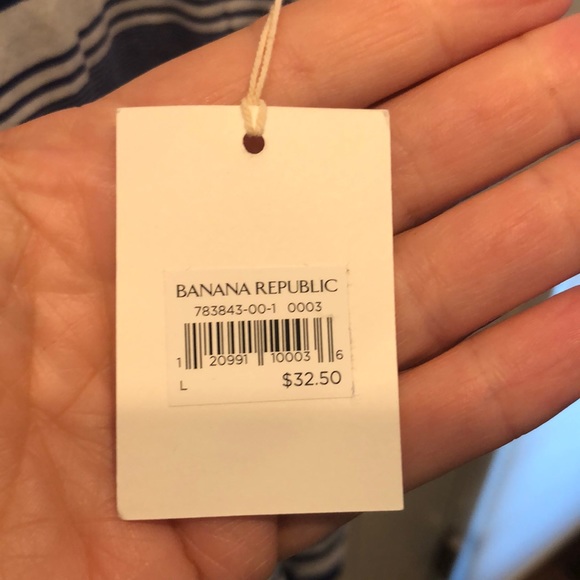 BANANA REPUBLIC
783843-00-1 0003
1 20991 10003 6
L $32.50